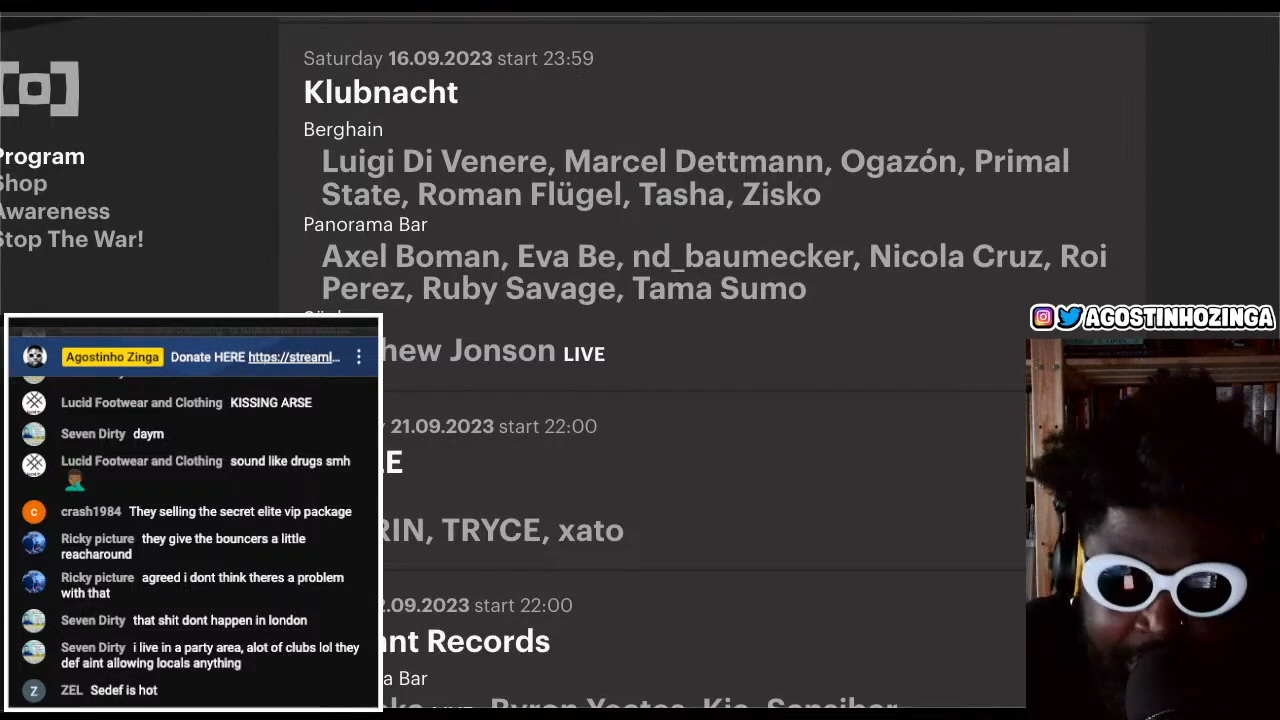 Saturday 16.09.2023 start 23:59
Klubnacht
Berghain
Luigi Di Venere, Marcel Dettmann, Ogazón, Primal
State, Roman Flügel, Tasha, Zisko
Panorama Bar
Axel Boman, Eva Be, nd_baumecker, Nicola Cruz, Roi
Perez, Ruby Savage, Tama Sumo
hew Jonson LIVE
21.09.2023 start 22:00
E
RIN, TRYCE, xato
2.09.2023 start 22:00
ant Records
a Bar
Program
Shop
Awareness
Stop The War!
Agostinho Zinga Donate HERE https://streaml...
Lucid Footwear and Clothing KISSING ARSE
Seven Dirty daym
Lucid Footwear and Clothing sound like drugs smh
crash1984 They selling the secret elite vip package
Ricky picture they give the bouncers a little
reacharound
Ricky picture agreed i dont think theres a problem
with that
Seven Dirty that shit dont happen in london
Seven Dirty i live in a party area, alot of clubs lol they
def aint allowing locals anything
Z ZEL Sedef is hot
AGOSTINHOZINGA